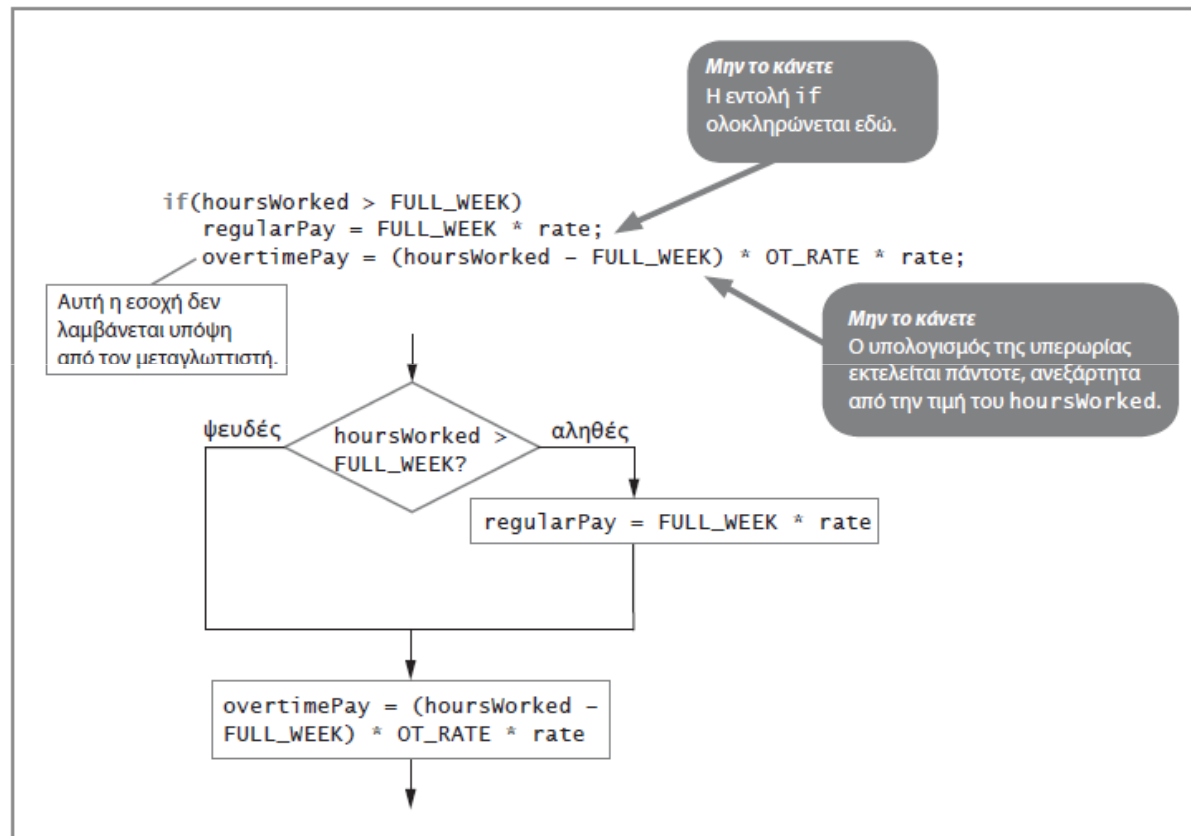 Μην το κάνετε
Η εντολή if
ολοκληρώνεται εδώ.
if(hoursWorked > FULL_WEEK)
regularPay = FULL_WEEK * rate;
overtimePay = (hoursWorked – FULL_WEEK) * OT_RATE * rate;
Αυτή η εσοχή δεν
λαμβάνεται υπόψη
από τον μεταγλωττιστή.
Μην το κάνετε
Ο υπολογισμός της υπερωρίας
εκτελείται πάντοτε, ανεξάρτητα
από την τιμή του hoursWorked.
ψευδές
hoursWorked >
FULL_WEEK?
αληθές
regularPay = FULL_WEEK * rate
overtimePay = (hoursWorked –
FULL_WEEK) * OT_RATE * rate